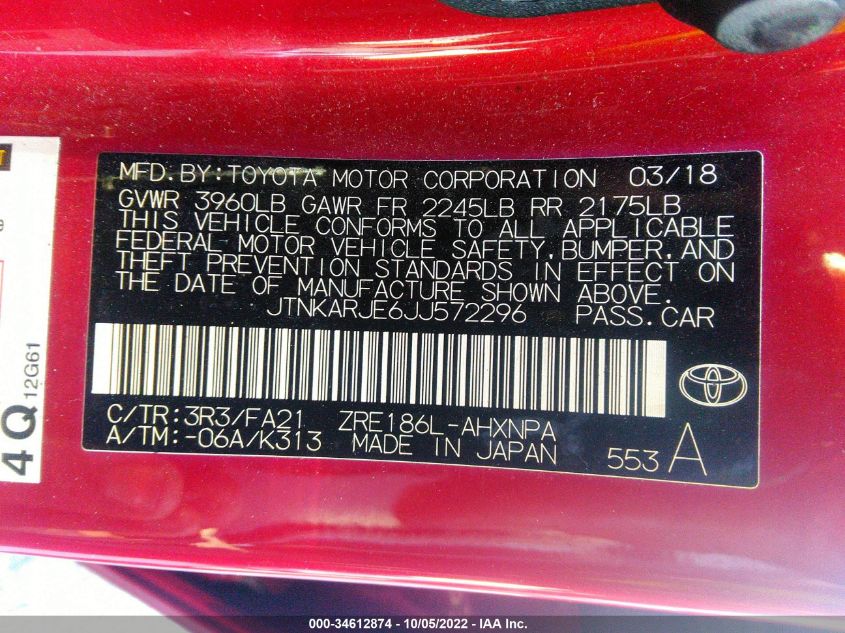 MFD.BY:TOYOTA MOTOR CORPORATION 03/18
GVWR 3960LB GAWR FR 2245LB RR 2175LB
THIS VEHICLE CONFORMS TO ALL APPLICABLE
FEDERAL MOTOR VEHICLE SAFETY,BUMPER,AND
THEFT PREVENTION STANDARDS IN EFFECT ON
THE DATE OF MANUFACTURE SHOWN ABOVE.
JTNKARJE6JJ572296 PASS.CAR
C/TR:3R3/FA21 ZRE186L-AHXNPA
A/TM:-06A/K313 MADE IN JAPAN 553 A
4Q 12G61
000-34612874 - 10/05/2022 - IAA Inc.